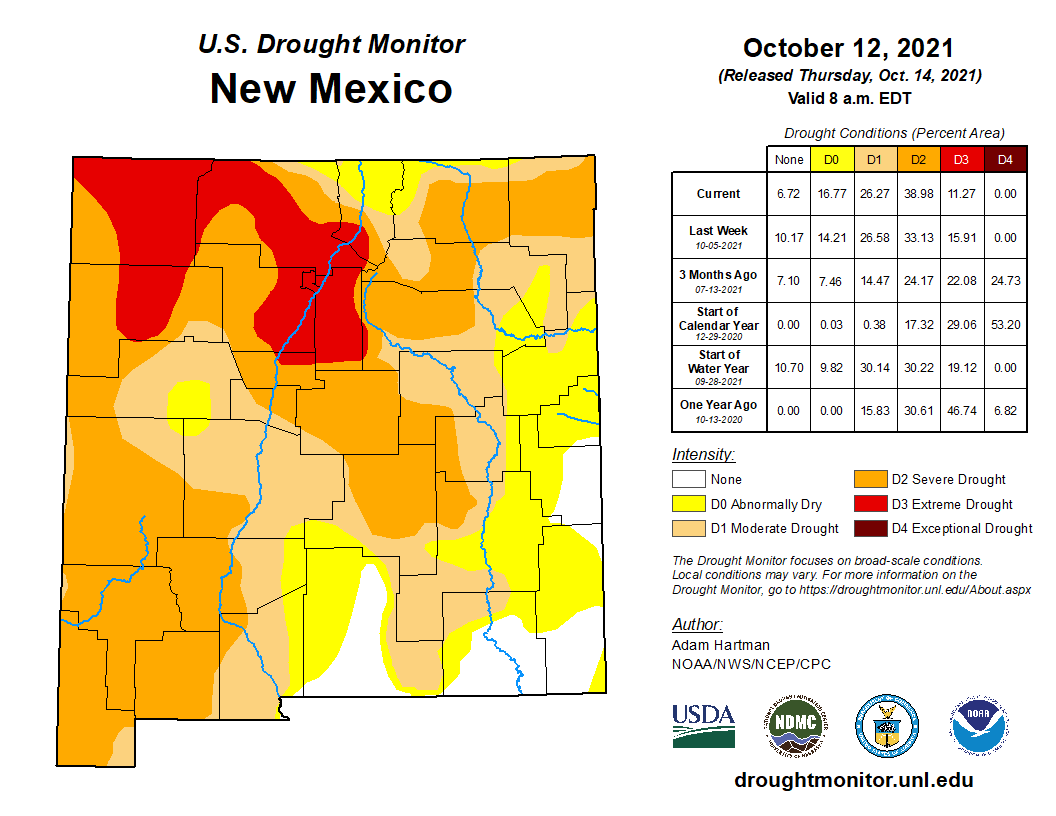 U.S. Drought Monitor
New Mexico
October 12, 2021
(Released Thursday, Oct. 14, 2021)
Valid 8 a.m. EDT
Drought Conditions (Percent Area)
None D0 D1 D2 D3 D4
Current 6.72 16.77 26.27 38.98 11.27 0.00
Last Week 10.17 14.21 26.58 33.13 15.91 0.00
10-05-2021
3 Months Ago 7.10 7.46 14.47 24.17 22.08 24.73
07-13-2021
Start of
Calendar Year 0.00 0.03 0.38 17.32 29.06 53.20
12-29-2020
Start of
Water Year 10.70 9.82 30.14 30.22 19.12 0.00
09-28-2021
One Year Ago 0.00 0.00 15.83 30.61 46.74 6.82
10-13-2020
Intensity:
None
D0 Abnormally Dry
D1 Moderate Drought
D2 Severe Drought
D3 Extreme Drought
D4 Exceptional Drought
The Drought Monitor focuses on broad-scale conditions.
Local conditions may vary. For more information on the
Drought Monitor, go to https://droughtmonitor.unl.edu/About.aspx
Author:
Adam Hartman
NOAA/NWS/NCEP/CPC
USDA
NDMC
NOAA
droughtmonitor.unl.edu